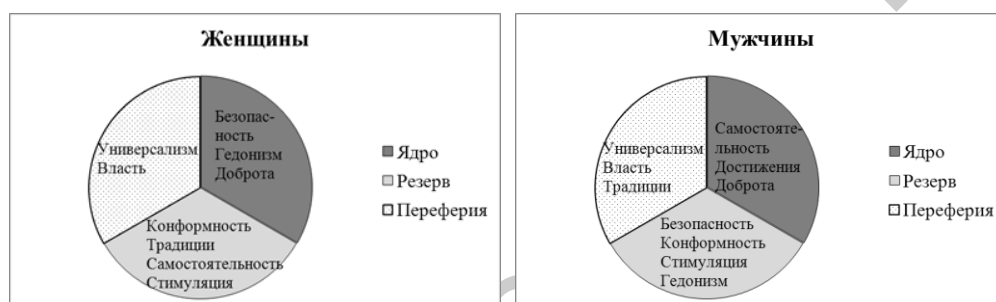 Женщины
Безопас-
ность
Гедонизм
Доброта
Универсализм
Власть
Конформность
Традиции
Самостоятельность
Стимуляция
Ядро
Резерв
Переферия
Мужчины
Самостояте-
льность
Достижения
Доброта
Универсализм
Власть
Традиции
Безопасность
Конформность
Стимуляция
Гедонизм
Ядро
Резерв
Переферия